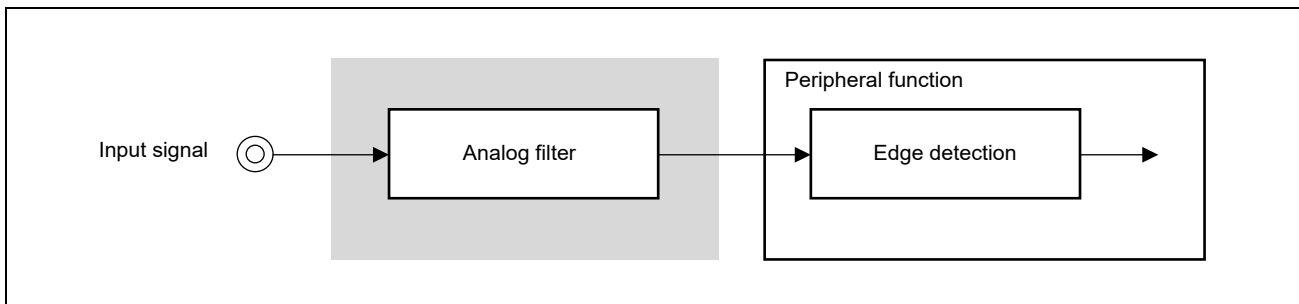 Peripheral function
Input signal
Analog filter
Edge detection